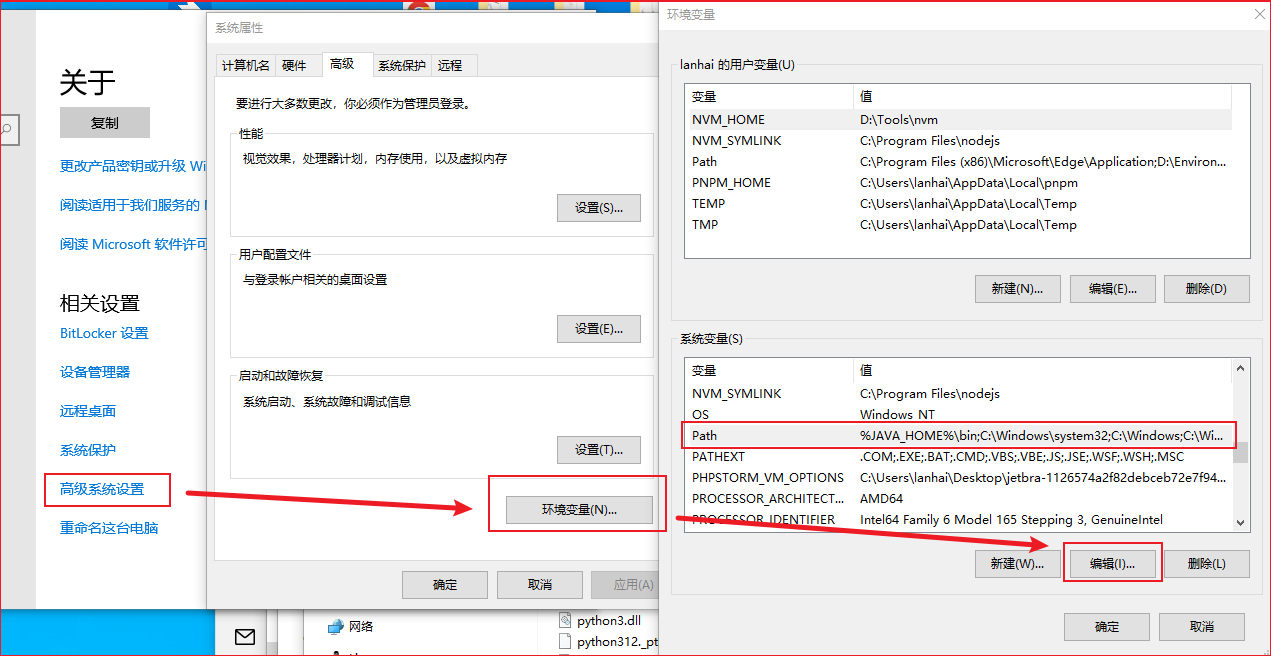 关于
复制
更改产品密钥或升级 Wi
阅读适用于我们服务的
阅读 Microsoft 软件许可
相关设置
BitLocker 设置
设备管理器
远程桌面
系统保护
高级系统设置
重命名这台电脑
系统属性
计算机名 硬件 高级 系统保护 远程
要进行大多数更改，你必须作为管理员登录。
性能
视觉效果，处理器计划，内存使用，以及虚拟内存
设置(S)...
用户配置文件
与登录帐户相关的桌面设置
设置(E)...
启动和故障恢复
系统启动、系统故障和调试信息
设置(T)...
环境变量(N)...
确定 取消 应用(A)
网络
python3.dll
python312._pt
环境变量
lanhai 的用户变量(U)
变量 值
NVM_HOME D:\Tools\nvm
NVM_SYMLINK C:\Program Files\nodejs
Path C:\Program Files (x86)\Microsoft\Edge\Application;D:\Environ...
PNPM_HOME C:\Users\lanhai\AppData\Local\pnpm
TEMP C:\Users\lanhai\AppData\Local\Temp
TMP C:\Users\lanhai\AppData\Local\Temp
新建(N)... 编辑(E)... 删除(D)
系统变量(S)
变量 值
NVM_SYMLINK C:\Program Files\nodejs
OS Windows_NT
Path %JAVA_HOME%\bin;C:\Windows\system32;C:\Windows;C:\Wi...
PATHEXT .COM;.EXE;.BAT;.CMD;.VBS;.VBE;.JS;.JSE;.WSF;.WSH;.MSC
PHPSTORM_VM_OPTIONS C:\Users\lanhai\Desktop\jetbra-1126574a2f82debceb72e7f94...
PROCESSOR_ARCHITECT... AMD64
PROCESSOR_IDENTIFIER Intel64 Family 6 Model 165 Stepping 3, GenuineIntel
新建(W)... 编辑(I)... 删除(L)
确定 取消